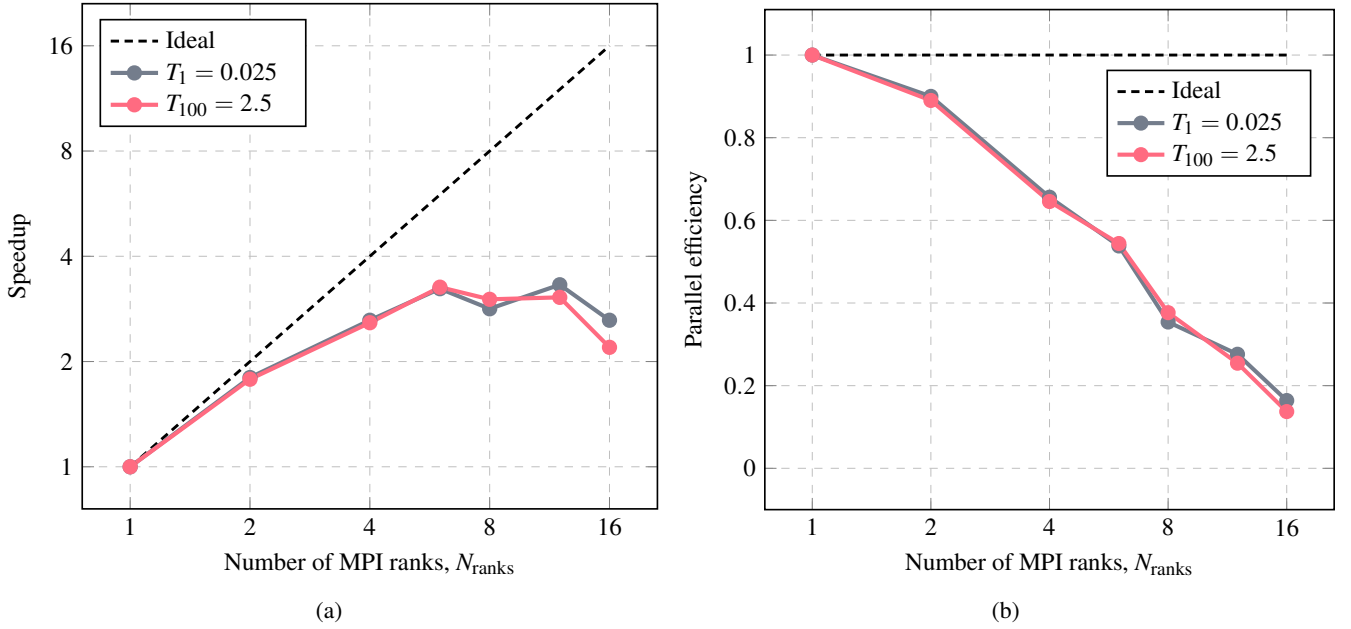 Ideal
T₁ = 0.025
T₁₀₀ = 2.5
16
8
4
2
1
Speedup
1 2 4 8 16
Number of MPI ranks, N_ranks
(a)
Ideal
T₁ = 0.025
T₁₀₀ = 2.5
1
0.8
0.6
0.4
0.2
0
Parallel efficiency
1 2 4 8 16
Number of MPI ranks, N_ranks
(b)